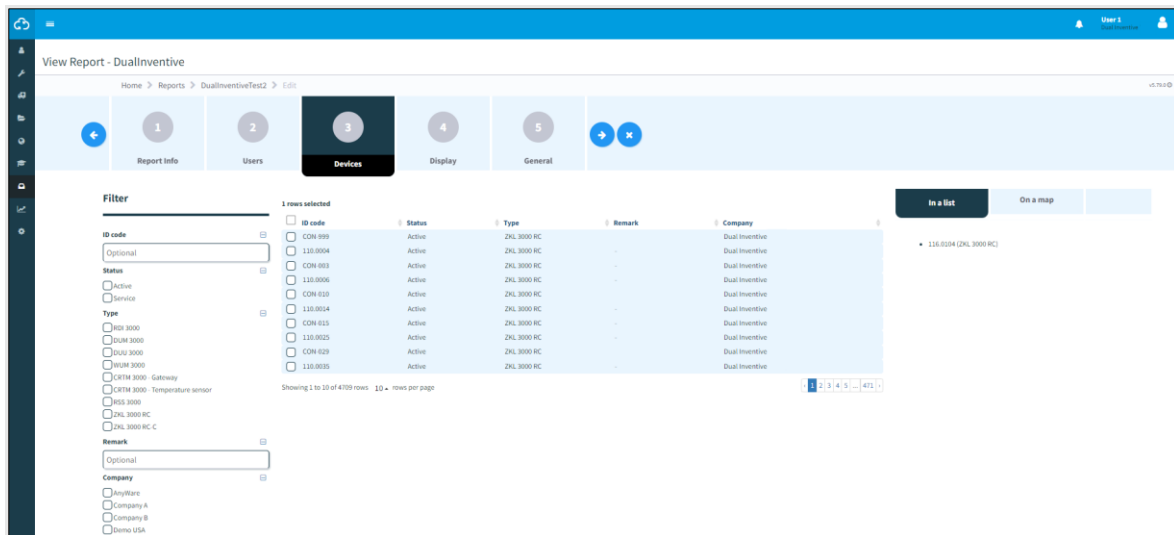 User 1
Dual Inventive
View Report - DualInventive
Home > Reports > DualInventiveTest2 > Edit
v5.79.0
1 2 3 4 5
Report Info Users Devices Display General
Filter
1 rows selected
In a list On a map
ID code Status Type Remark Company
ID code
Optional
Status
Active
Service
Type
RDI 3000
DUM 3000
DUU 3000
WUM 3000
CRTM 3000 - Gateway
CRTM 3000 - Temperature sensor
RSS 3000
ZKL 3000 RC
ZKL 3000 RC-C
Remark
Optional
Company
AnyWare
Company A
Company B
Demo USA
CON-999 Active ZKL 3000 RC Dual Inventive
110.0004 Active ZKL 3000 RC - Dual Inventive
CON-003 Active ZKL 3000 RC Dual Inventive
110.0006 Active ZKL 3000 RC - Dual Inventive
CON-010 Active ZKL 3000 RC Dual Inventive
110.0014 Active ZKL 3000 RC - Dual Inventive
CON-015 Active ZKL 3000 RC - Dual Inventive
110.0025 Active ZKL 3000 RC - Dual Inventive
CON-029 Active ZKL 3000 RC Dual Inventive
110.0035 Active ZKL 3000 RC - Dual Inventive
Showing 1 to 10 of 4709 rows 10 rows per page
‹ 1 2 3 4 5 ... 471 ›
116.0104 (ZKL 3000 RC)